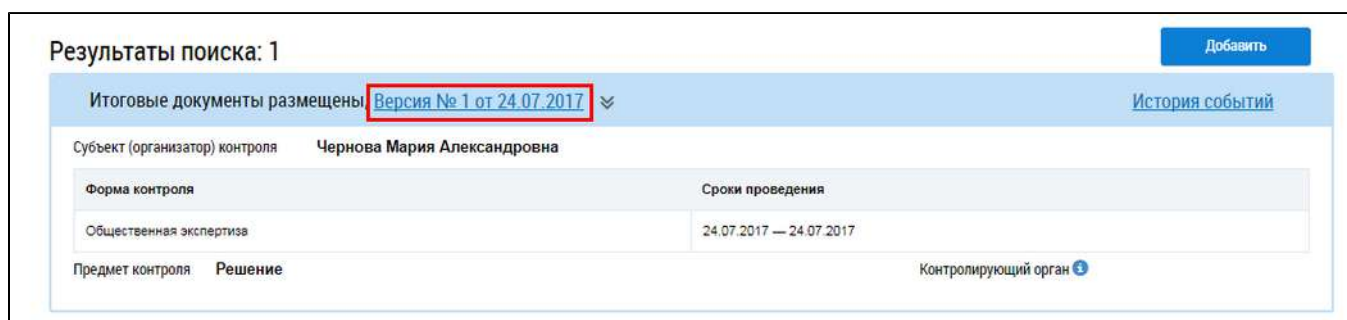 Результаты поиска: 1
Добавить
Итоговые документы размещены, Версия № 1 от 24.07.2017
История событий
Субъект (организатор) контроля Чернова Мария Александровна
Форма контроля Сроки проведения
Общественная экспертиза 24.07.2017 — 24.07.2017
Предмет контроля Решение Контролирующий орган